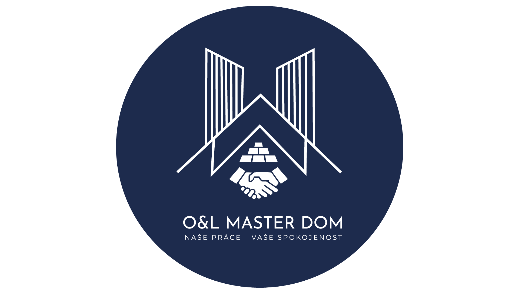 O&L MASTER DOM
NAŠE PRÁCE - VAŠE SPOKOJENOST